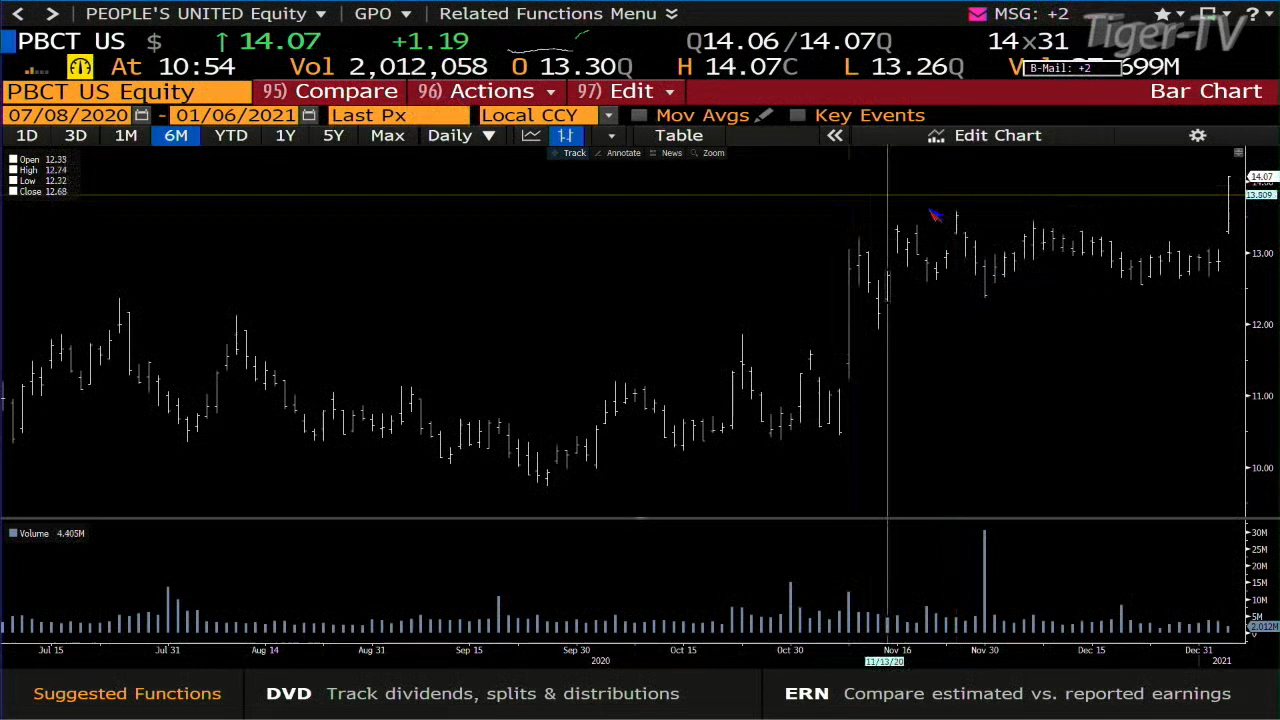 PEOPLE'S UNITED Equity GPO Related Functions Menu MSG: +2 ?
Tiger-TV
PBCT US $ ↑ 14.07 +1.19 Q14.06/14.07Q 14x31
At 10:54 Vol 2,012,058 O 13.30Q H 14.07C L 13.26Q 699M
B-Mail: +2
PBCT US Equity 95) Compare 96) Actions 97) Edit Bar Chart
07/08/2020 - 01/06/2021 Last Px Local CCY Mov Avgs Key Events
1D 3D 1M 6M YTD 1Y 5Y Max Daily ▼ Table « Edit Chart
Track Annotate News Zoom
Open 12.33
High 12.74
Low 12.32
Close 12.68
14.07
14.00
13.809
13.00
12.00
11.00
10.00
Volume 4.405M
30M
25M
20M
15M
10M
5M
2.012M
0
Jul 15 Jul 31 Aug 14 Aug 31 Sep 15 Sep 30 Oct 15 Oct 30 Nov 16 Nov 30 Dec 15 Dec 31
2020 11/13/20 2021
Suggested Functions DVD Track dividends, splits & distributions ERN Compare estimated vs. reported earnings